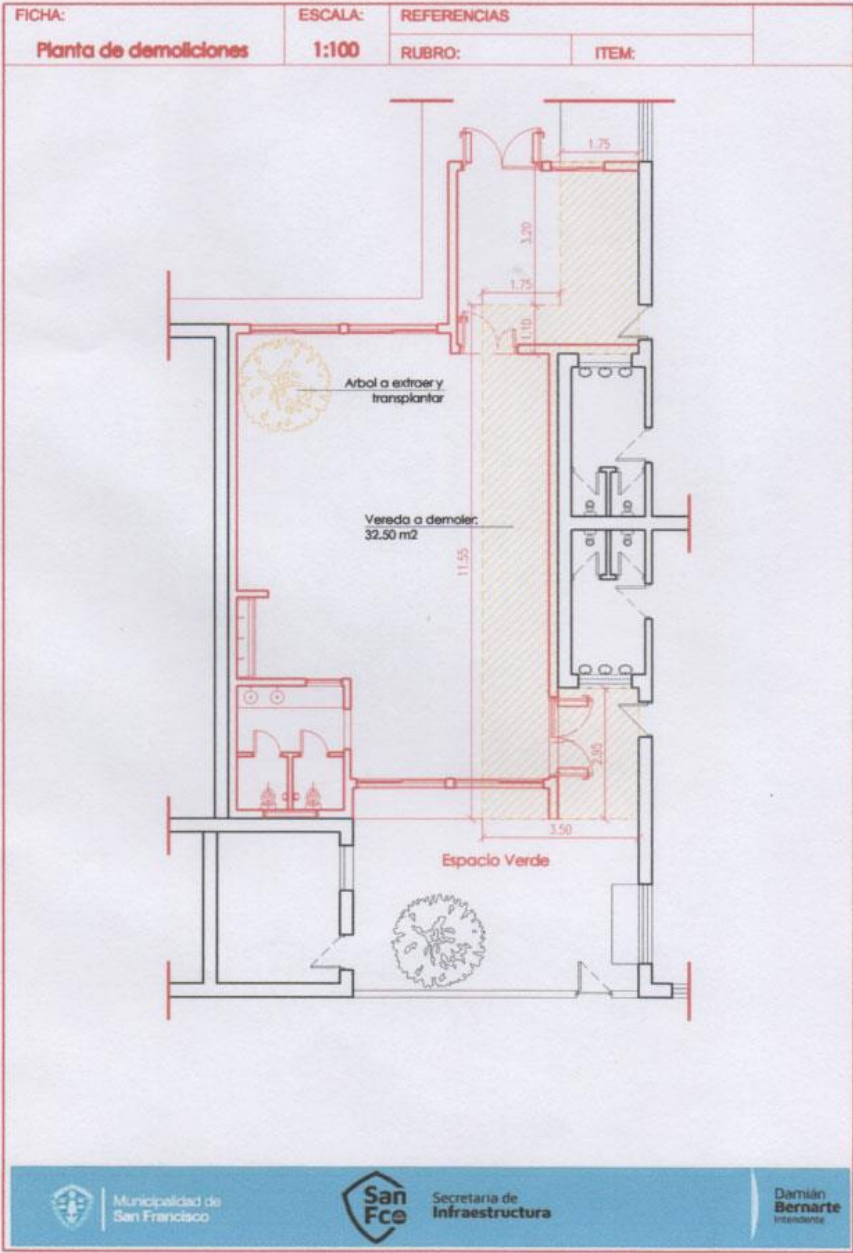 FICHA:
Planta de demoliciones
ESCALA:
1:100
REFERENCIAS
RUBRO:
ITEM:
1.75
3.20
1.75
1.10
Arbol a extraer y
transplantar
Vereda a demoler:
32.50 m2
11.55
2.95
3.50
Espacio Verde
Municipalidad de
San Francisco
San
Fco
Secretaria de
Infraestructura
Damián
Bernarte
Intendente